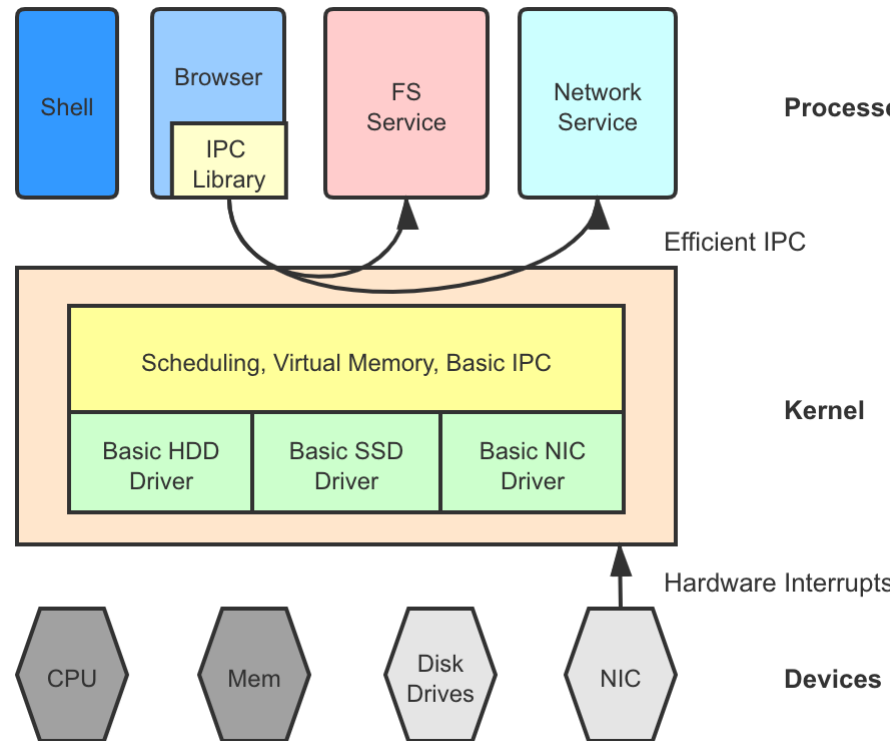 Shell
Browser
IPC
Library
FS
Service
Network
Service
Efficient IPC
Scheduling, Virtual Memory, Basic IPC
Kernel
Basic HDD
Driver
Basic SSD
Driver
Basic NIC
Driver
Hardware Interrupts
CPU
Mem
Disk
Drives
NIC
Devices